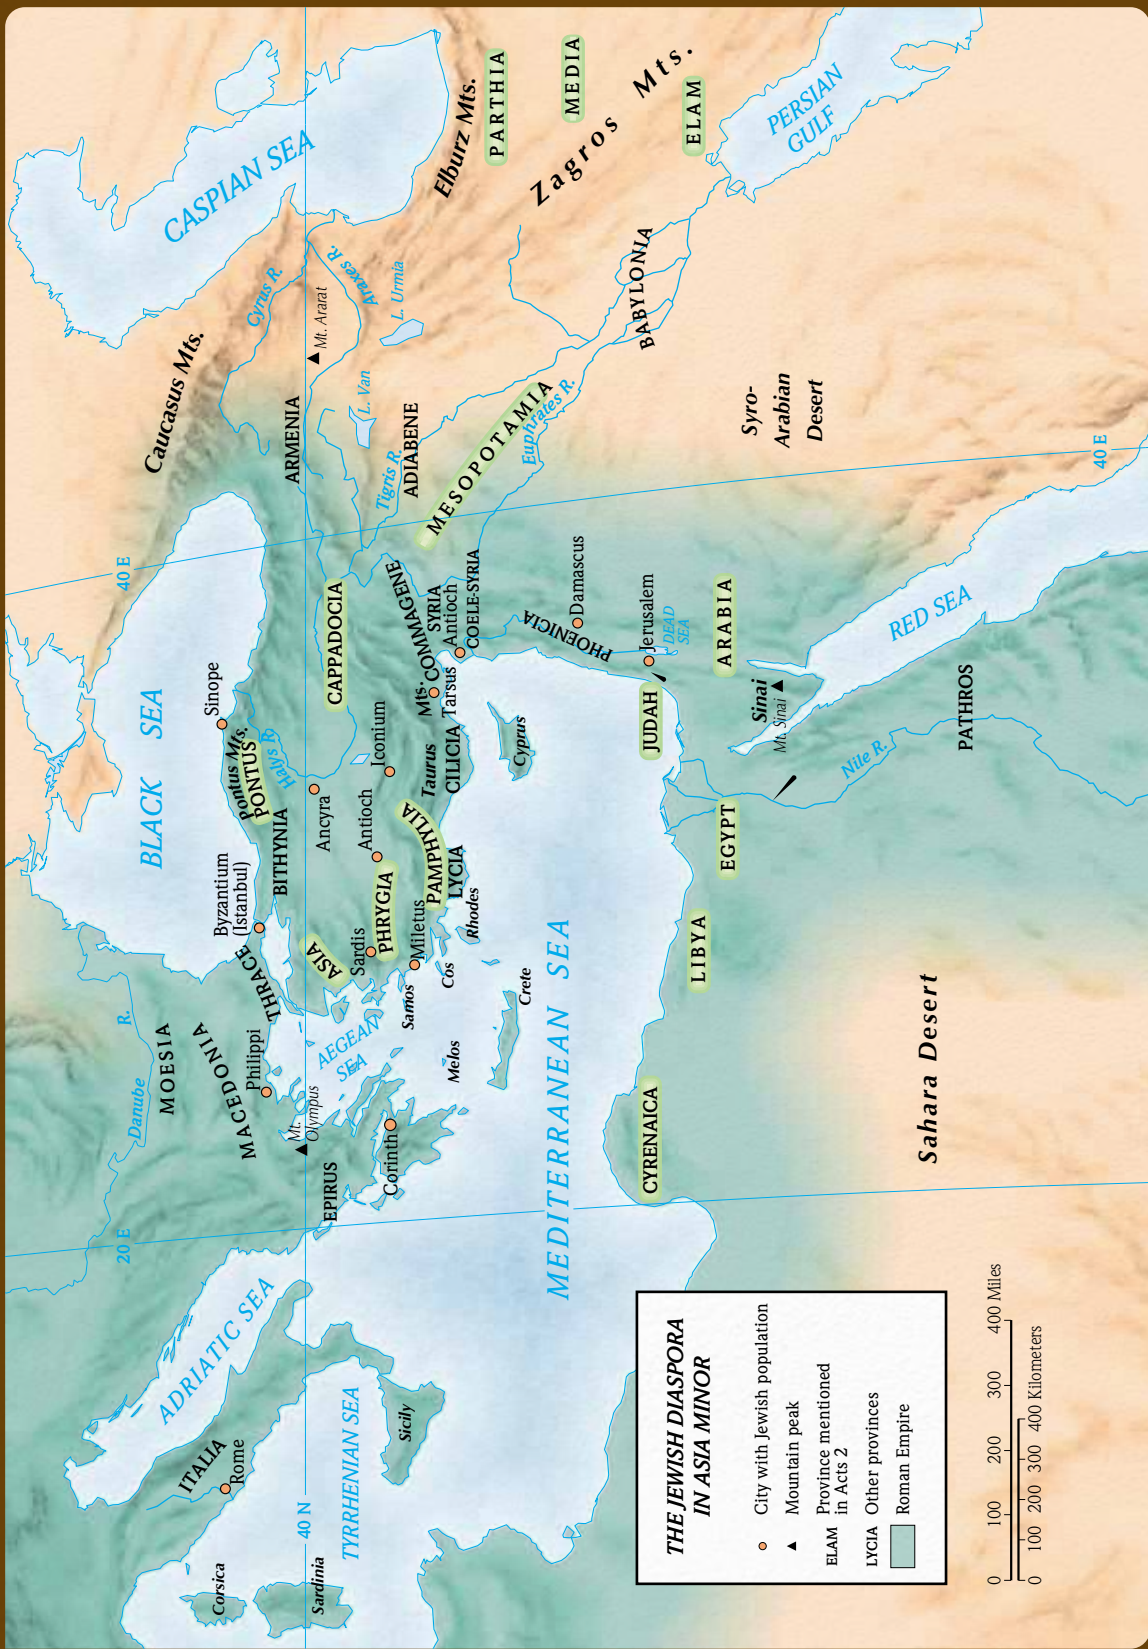 THE JEWISH DIASPORA
IN ASIA MINOR
City with Jewish population
Mountain peak
ELAM Province mentioned
in Acts 2
LYCIA Other provinces
Roman Empire
0 100 200 300 400 Miles
0 100 200 300 400 Kilometers
Corsica
Sardinia
40 N
TYRRHENIAN SEA
ITALIA
Rome
ADRIATIC SEA
Sicily
20 E
Danube R.
MOESIA
MACEDONIA
THRACE
Philippi
Mt.
Olympus
EPIRUS
Corinth
AEGEAN
SEA
Samos
Cos
Melos
Crete
Rhodes
MEDITERRANEAN SEA
CYRENAICA
LIBYA
Sahara Desert
BLACK SEA
Byzantium
(Istanbul)
BITHYNIA
Pontus Mts.
PONTUS
Sinope
Halys R.
Ancyra
ASIA
Sardis
PHRYGIA
Miletus
Antioch
PAMPHYLIA
LYCIA
Iconium
Taurus Mts.
CILICIA
Tarsus
CAPPADOCIA
COMMAGENE
SYRIA
Antioch
COELE-SYRIA
Cyprus
PHOENICIA
Damascus
Jerusalem
DEAD
SEA
JUDAH
ARABIA
EGYPT
Sinai
Mt. Sinai
Nile R.
PATHROS
RED SEA
40 E
40 E
Caucasus Mts.
CASPIAN SEA
Cyrus R.
Araxes R.
Mt. Ararat
ARMENIA
L. Van
L. Urmia
Tigris R.
ADIABENE
MESOPOTAMIA
Euphrates R.
BABYLONIA
Syro-
Arabian
Desert
Elburz Mts.
PARTHIA
MEDIA
Zagros Mts.
ELAM
PERSIAN
GULF